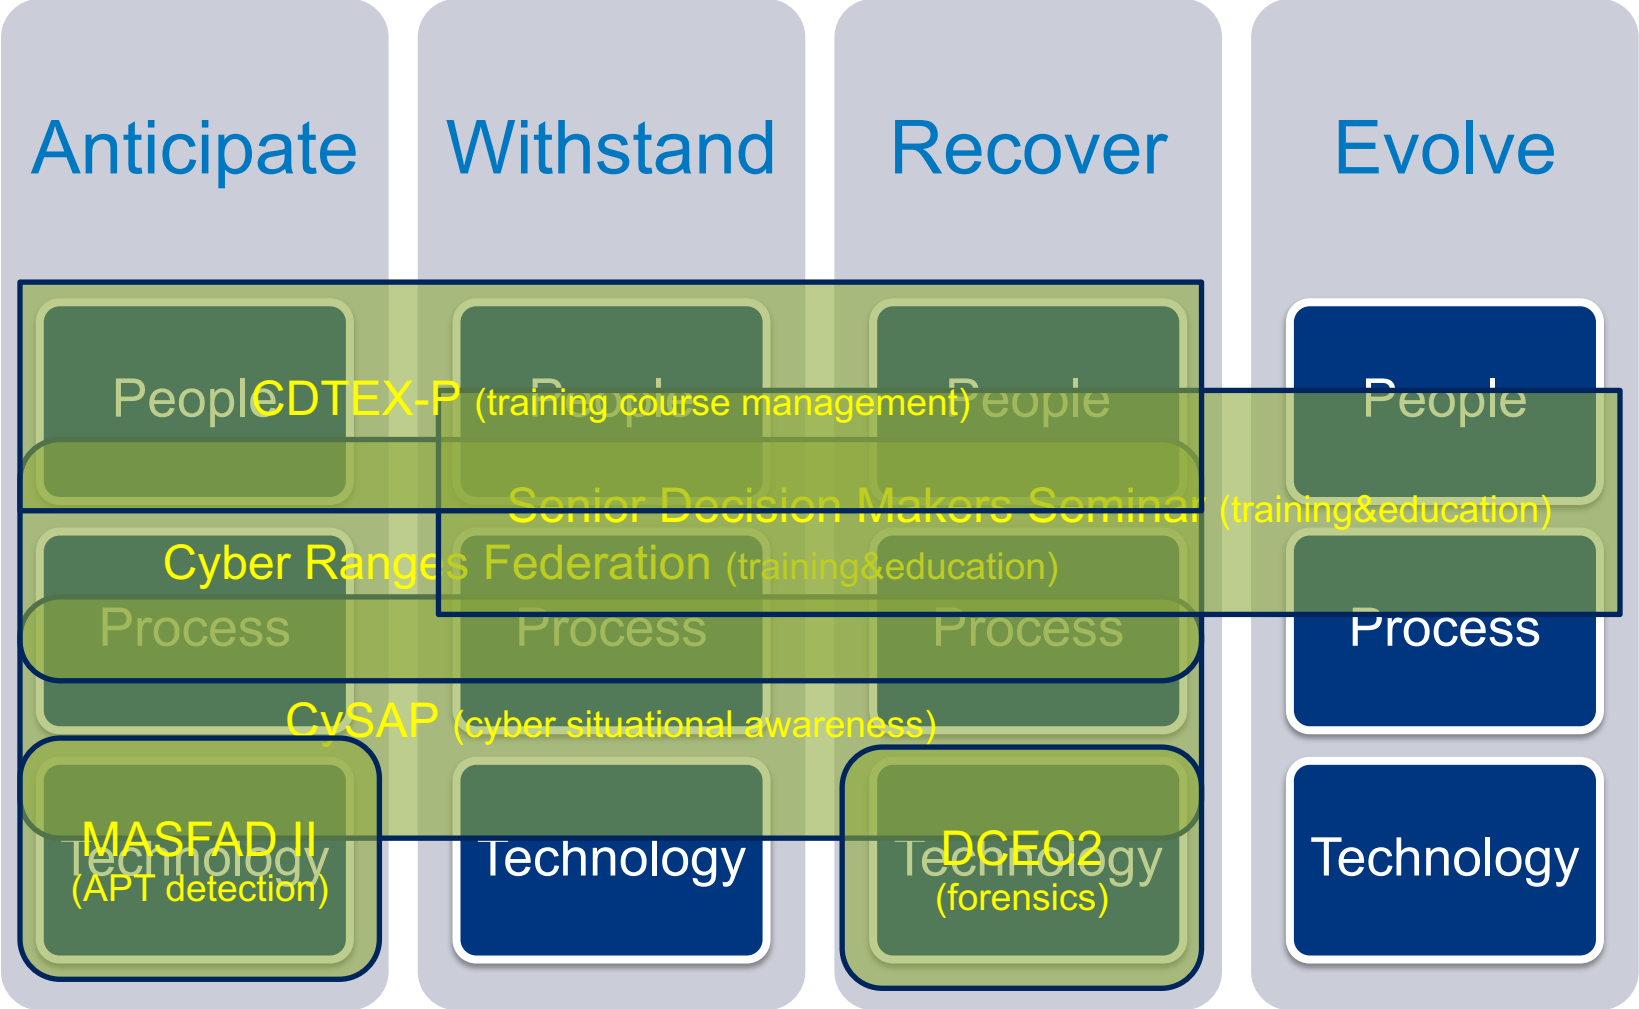 Anticipate
Withstand
Recover
Evolve
People
People
People
People
CDTEX-P (training course management)
Senior Decision Makers Seminar (training&education)
Cyber Ranges Federation (training&education)
Process
Process
Process
Process
CySAP (cyber situational awareness)
Technology
Technology
Technology
Technology
MASFAD II
(APT detection)
DCEC2
(forensics)